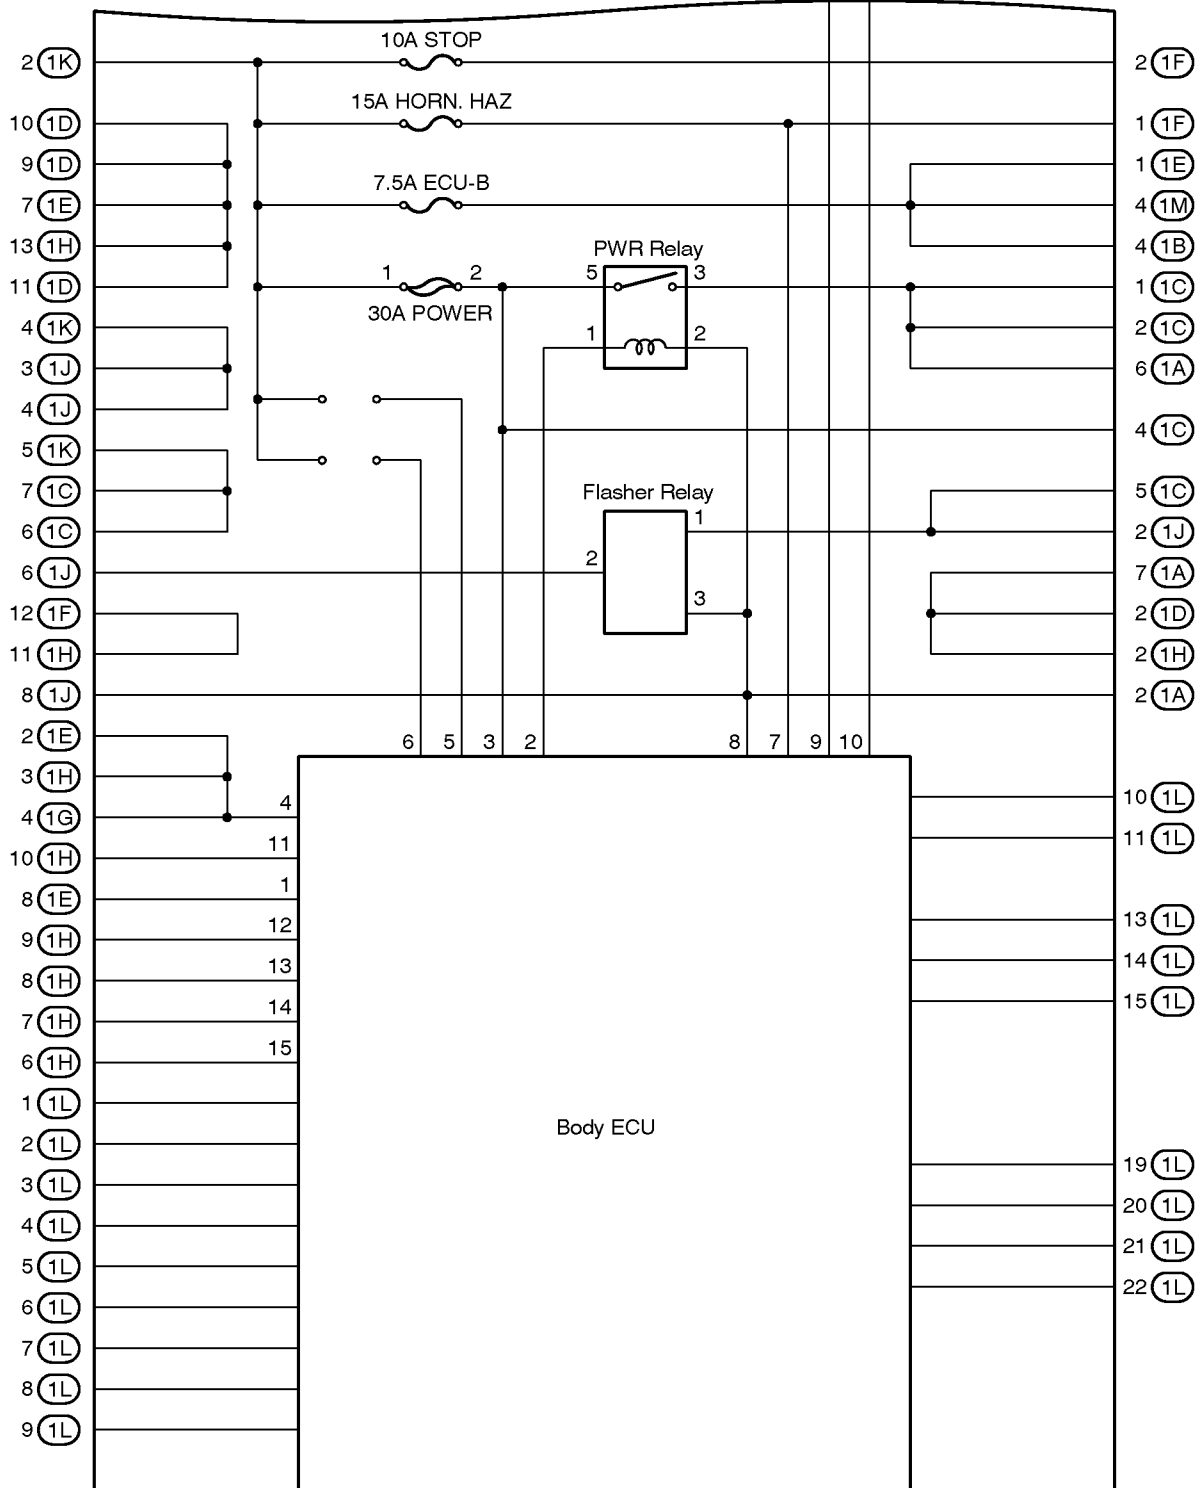 10A STOP
2 1K
2 1F
15A HORN. HAZ
10 1D
1 1F
9 1D
1 1E
7.5A ECU-B
7 1E
4 1M
13 1H
4 1B
PWR Relay
11 1D
1 2
5 3
1 1C
30A POWER
4 1K
1 2
2 1C
3 1J
6 1A
4 1J
4 1C
5 1K
7 1C
Flasher Relay
5 1C
6 1C
1
2 1J
6 1J
2
7 1A
12 1F
3
2 1D
11 1H
2 1H
8 1J
2 1A
2 1E
6 5 3 2 8 7 9 10
3 1H
4 1G
4
10 1L
10 1H
11
11 1L
8 1E
1
9 1H
12
13 1L
8 1H
13
14 1L
7 1H
14
15 1L
6 1H
15
1 1L
Body ECU
2 1L
3 1L
19 1L
4 1L
20 1L
5 1L
21 1L
6 1L
22 1L
7 1L
8 1L
9 1L